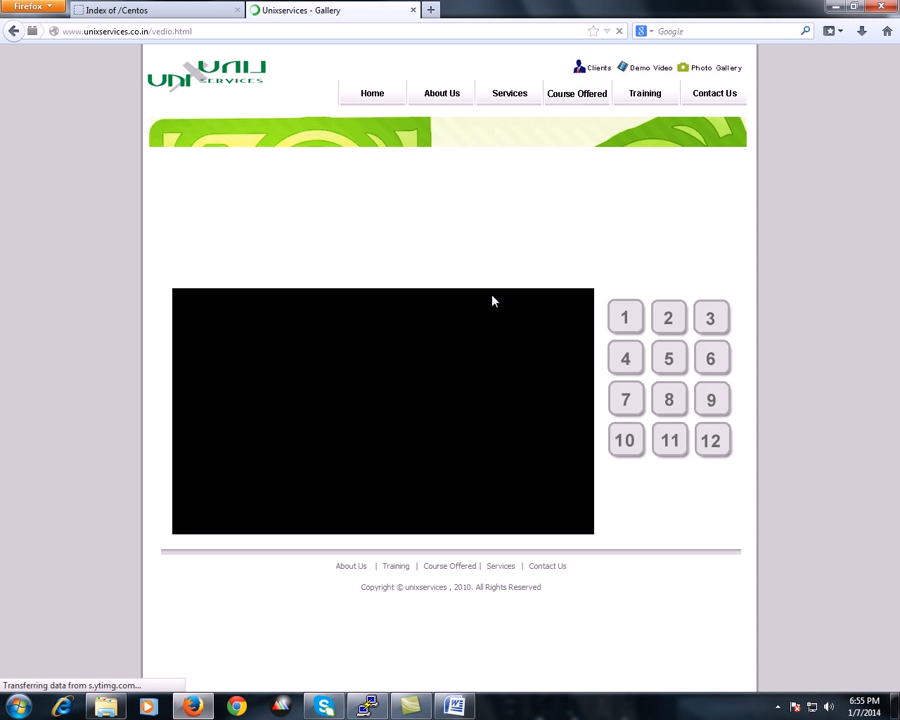 Firefox
Index of /Centos
Unixservices - Gallery
www.unixservices.co.in/vedio.html
Google
UNIX SERVICES
Clients Demo Video Photo Gallery
Home About Us Services Course Offered Training Contact Us
1 2 3
4 5 6
7 8 9
10 11 12
About Us | Training | Course Offered | Services | Contact Us
Copyright © unixservices , 2010. All Rights Reserved
Transferring data from s.ytimg.com...
6:55 PM
1/7/2014